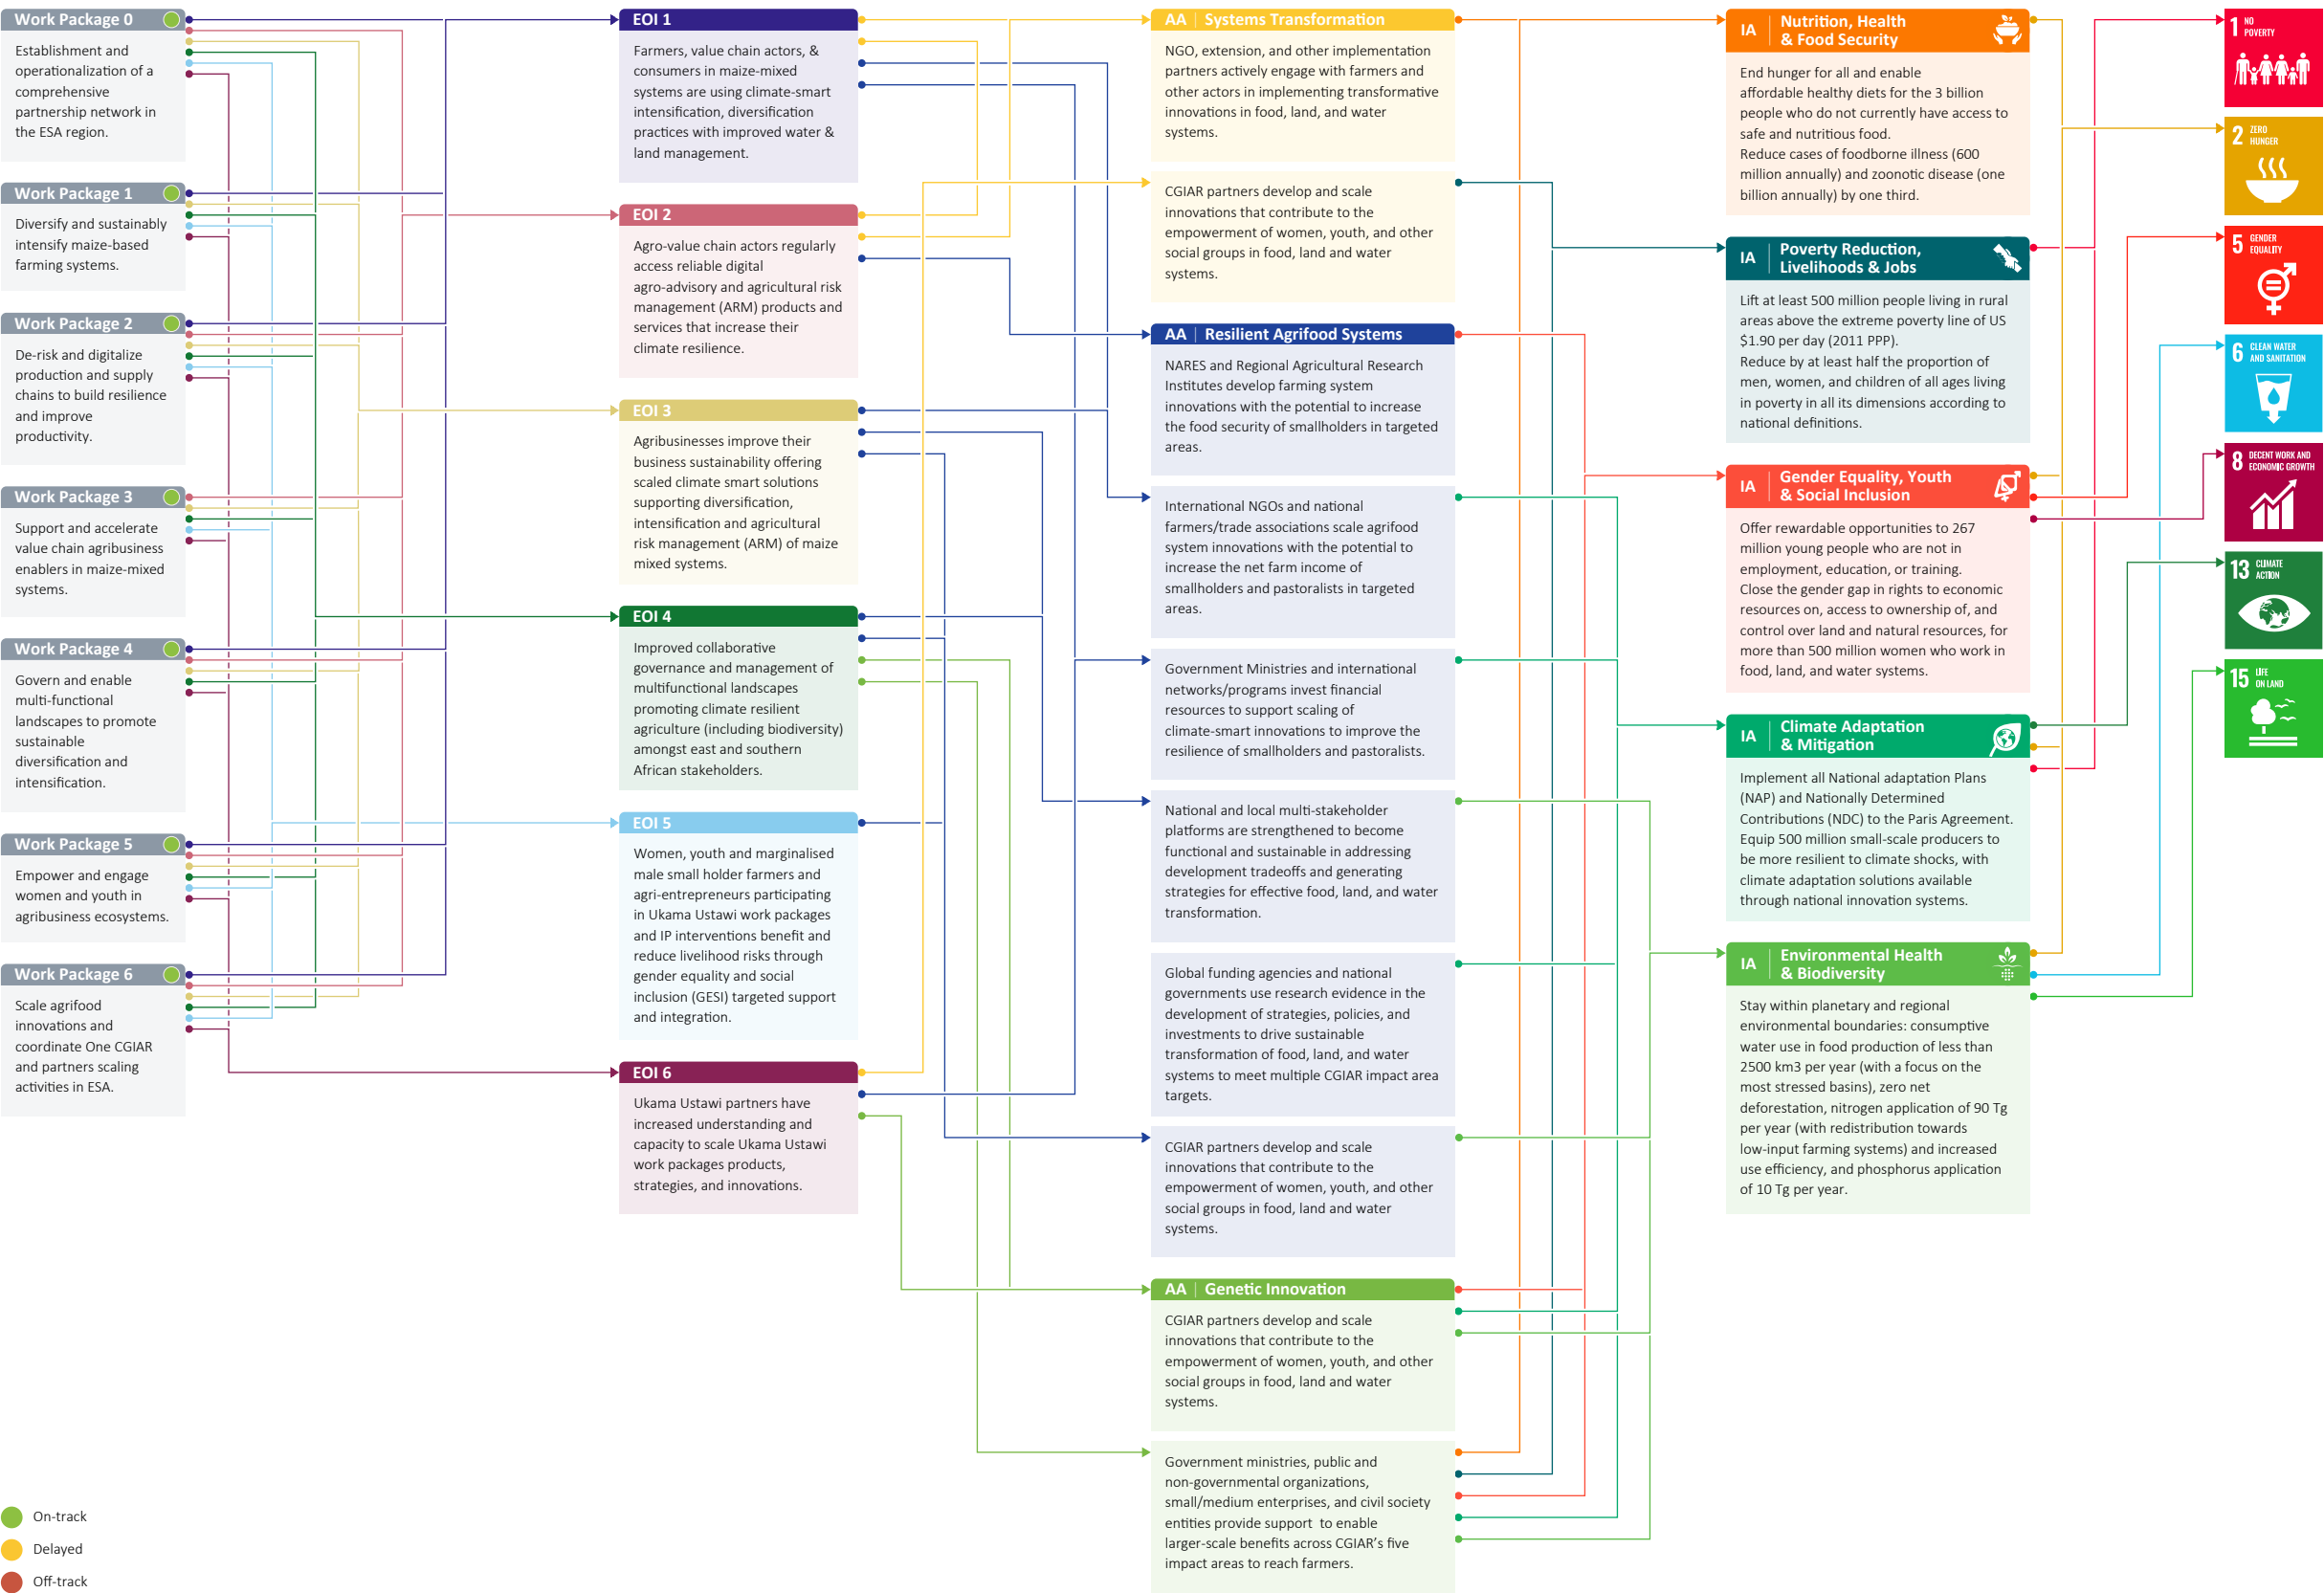 Work Package 0
Establishment and
operationalization of a
comprehensive
partnership network in
the ESA region.
Work Package 1
Diversify and sustainably
intensify maize-based
farming systems.
Work Package 2
De-risk and digitalize
production and supply
chains to build resilience
and improve
productivity.
Work Package 3
Support and accelerate
value chain agribusiness
enablers in maize-mixed
systems.
Work Package 4
Govern and enable
multi-functional
landscapes to promote
sustainable
diversification and
intensification.
Work Package 5
Empower and engage
women and youth in
agribusiness ecosystems.
Work Package 6
Scale agrifood
innovations and
coordinate One CGIAR
and partners scaling
activities in ESA.
On-track
Delayed
Off-track
EOI 1
Farmers, value chain actors, &
consumers in maize-mixed
systems are using climate-smart
intensification, diversification
practices with improved water &
land management.
EOI 2
Agro-value chain actors regularly
access reliable digital
agro-advisory and agricultural risk
management (ARM) products and
services that increase their
climate resilience.
EOI 3
Agribusinesses improve their
business sustainability offering
scaled climate smart solutions
supporting diversification,
intensification and agricultural
risk management (ARM) of maize
mixed systems.
EOI 4
Improved collaborative
governance and management of
multifunctional landscapes
promoting climate resilient
agriculture (including biodiversity)
amongst east and southern
African stakeholders.
EOI 5
Women, youth and marginalised
male small holder farmers and
agri-entrepreneurs participating
in Ukama Ustawi work packages
and IP interventions benefit and
reduce livelihood risks through
gender equality and social
inclusion (GESI) targeted support
and integration.
EOI 6
Ukama Ustawi partners have
increased understanding and
capacity to scale Ukama Ustawi
work packages products,
strategies, and innovations.
AA | Systems Transformation
NGO, extension, and other implementation
partners actively engage with farmers and
other actors in implementing transformative
innovations in food, land, and water
systems.
CGIAR partners develop and scale
innovations that contribute to the
empowerment of women, youth, and other
social groups in food, land and water
systems.
AA | Resilient Agrifood Systems
NARES and Regional Agricultural Research
Institutes develop farming system
innovations with the potential to increase
the food security of smallholders in targeted
areas.
International NGOs and national
farmers/trade associations scale agrifood
system innovations with the potential to
increase the net farm income of
smallholders and pastoralists in targeted
areas.
Government Ministries and international
networks/programs invest financial
resources to support scaling of
climate-smart innovations to improve the
resilience of smallholders and pastoralists.
National and local multi-stakeholder
platforms are strengthened to become
functional and sustainable in addressing
development tradeoffs and generating
strategies for effective food, land, and water
transformation.
Global funding agencies and national
governments use research evidence in the
development of strategies, policies, and
investments to drive sustainable
transformation of food, land, and water
systems to meet multiple CGIAR impact area
targets.
CGIAR partners develop and scale
innovations that contribute to the
empowerment of women, youth, and other
social groups in food, land and water
systems.
AA | Genetic Innovation
CGIAR partners develop and scale
innovations that contribute to the
empowerment of women, youth, and other
social groups in food, land and water
systems.
Government ministries, public and
non-governmental organizations,
small/medium enterprises, and civil society
entities provide support to enable
larger-scale benefits across CGIAR's five
impact areas to reach farmers.
IA | Nutrition, Health
& Food Security
End hunger for all and enable
affordable healthy diets for the 3 billion
people who do not currently have access to
safe and nutritious food.
Reduce cases of foodborne illness (600
million annually) and zoonotic disease (one
billion annually) by one third.
IA | Poverty Reduction,
Livelihoods & Jobs
Lift at least 500 million people living in rural
areas above the extreme poverty line of US
$1.90 per day (2011 PPP).
Reduce by at least half the proportion of
men, women, and children of all ages living
in poverty in all its dimensions according to
national definitions.
IA | Gender Equality, Youth
& Social Inclusion
Offer rewardable opportunities to 267
million young people who are not in
employment, education, or training.
Close the gender gap in rights to economic
resources on, access to ownership of, and
control over land and natural resources, for
more than 500 million women who work in
food, land, and water systems.
IA | Climate Adaptation
& Mitigation
Implement all National adaptation Plans
(NAP) and Nationally Determined
Contributions (NDC) to the Paris Agreement.
Equip 500 million small-scale producers to
be more resilient to climate shocks, with
climate adaptation solutions available
through national innovation systems.
IA | Environmental Health
& Biodiversity
Stay within planetary and regional
environmental boundaries: consumptive
water use in food production of less than
2500 km3 per year (with a focus on the
most stressed basins), zero net
deforestation, nitrogen application of 90 Tg
per year (with redistribution towards
low-input farming systems) and increased
use efficiency, and phosphorus application
of 10 Tg per year.
1 NO
POVERTY
2 ZERO
HUNGER
5 GENDER
EQUALITY
6 CLEAN WATER
AND SANITATION
8 DECENT WORK AND
ECONOMIC GROWTH
13 CLIMATE
ACTION
15 LIFE
ON LAND